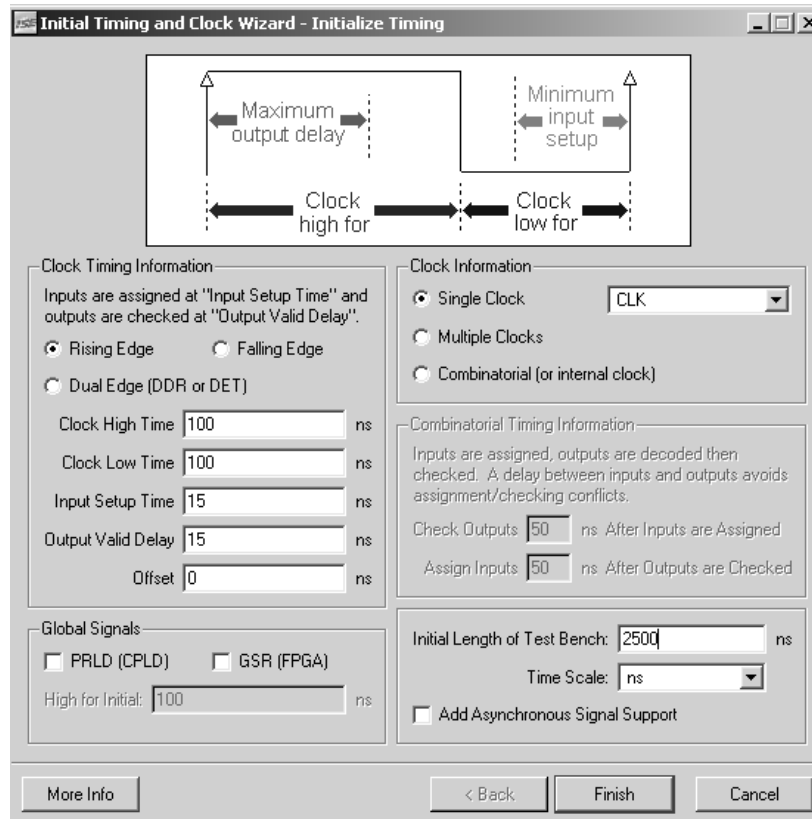 ISE Initial Timing and Clock Wizard - Initialize Timing
Maximum
output delay
Minimum
input
setup
Clock
high for
Clock
low for
Clock Timing Information
Inputs are assigned at "Input Setup Time" and
outputs are checked at "Output Valid Delay".
Rising Edge
Falling Edge
Dual Edge (DDR or DET)
Clock High Time 100 ns
Clock Low Time 100 ns
Input Setup Time 15 ns
Output Valid Delay 15 ns
Offset 0 ns
Global Signals
PRLD (CPLD)
GSR (FPGA)
High for Initial: 100 ns
Clock Information
Single Clock CLK
Multiple Clocks
Combinatorial (or internal clock)
Combinatorial Timing Information
Inputs are assigned, outputs are decoded then
checked. A delay between inputs and outputs avoids
assignment/checking conflicts.
Check Outputs 50 ns After Inputs are Assigned
Assign Inputs 50 ns After Outputs are Checked
Initial Length of Test Bench: 2500 ns
Time Scale: ns
Add Asynchronous Signal Support
More Info
< Back
Finish
Cancel